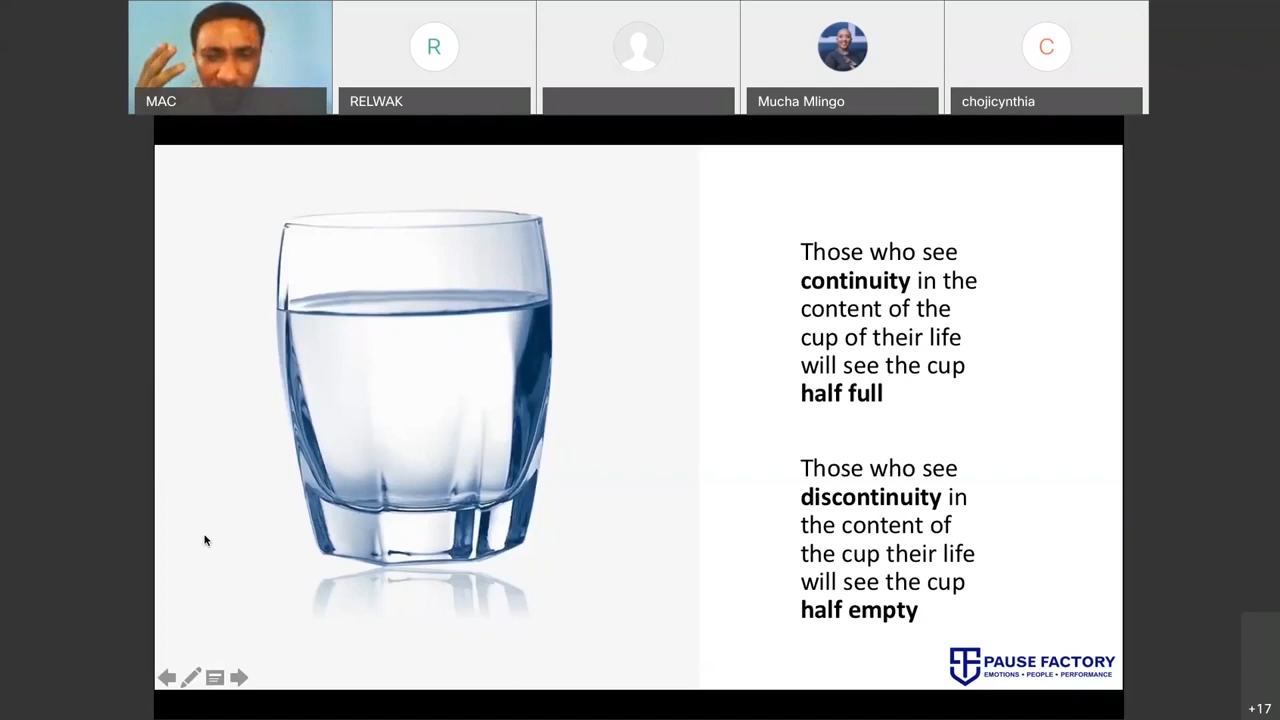 R
C
MAC
RELWAK
Mucha Mlingo
chojicynthia
Those who see
continuity in the
content of the
cup of their life
will see the cup
half full
Those who see
discontinuity in
the content of
the cup their life
will see the cup
half empty
PAUSE FACTORY
EMOTIONS • PEOPLE • PERFORMANCE
+17